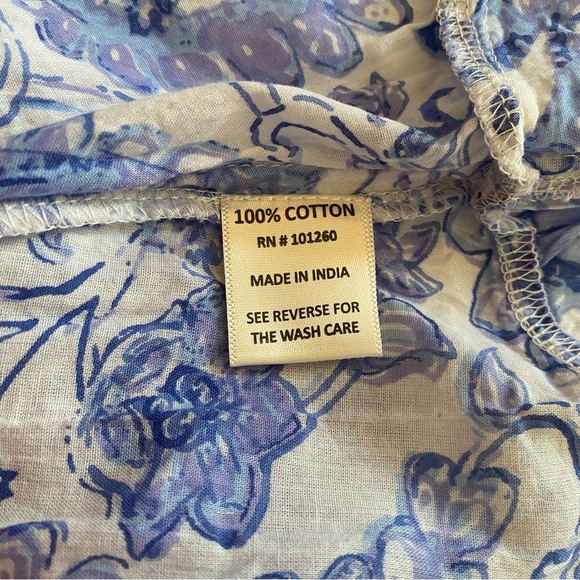 100% COTTON
RN # 101260
MADE IN INDIA
SEE REVERSE FOR
THE WASH CARE